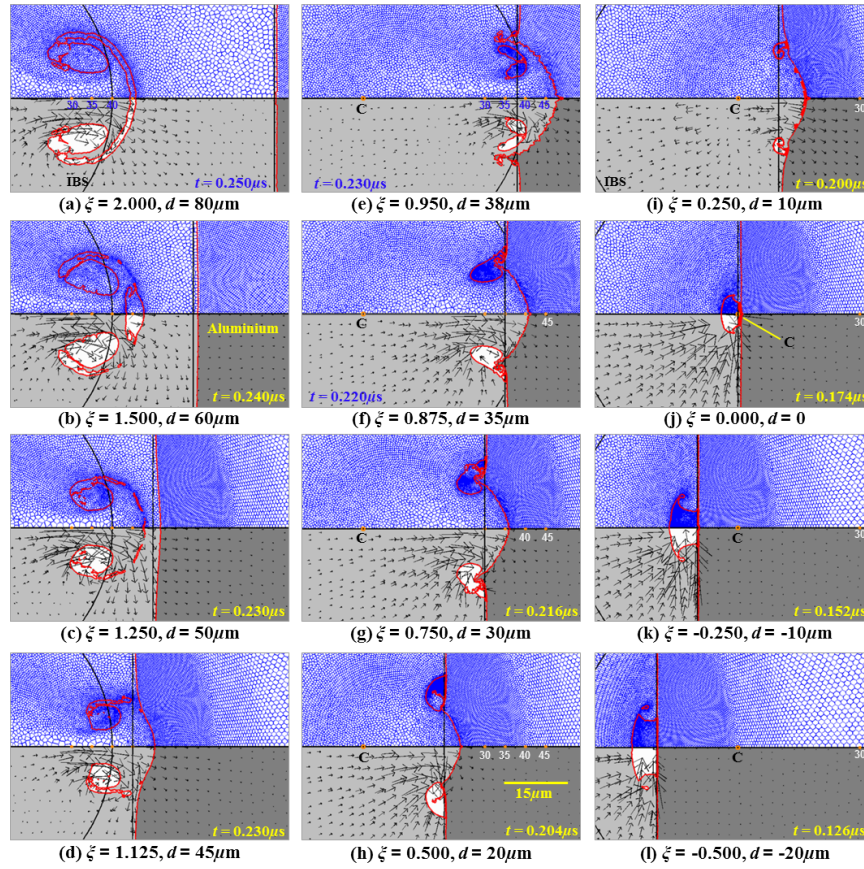 30 35 40
IBS
t = 0.250μs
(a) ξ = 2.000, d = 80μm
C
30 35 40 45
t = 0.230μs
(e) ξ = 0.950, d = 38μm
C
30
IBS
t = 0.200μs
(i) ξ = 0.250, d = 10μm
Aluminium
t = 0.240μs
(b) ξ = 1.500, d = 60μm
C
45
t = 0.220μs
(f) ξ = 0.875, d = 35μm
30
C
t = 0.174μs
(j) ξ = 0.000, d = 0
t = 0.230μs
(c) ξ = 1.250, d = 50μm
C
40 45
t = 0.216μs
(g) ξ = 0.750, d = 30μm
C
30
t = 0.152μs
(k) ξ = -0.250, d = -10μm
t = 0.230μs
(d) ξ = 1.125, d = 45μm
C
30 35 40 45
15μm
t = 0.204μs
(h) ξ = 0.500, d = 20μm
C
30
t = 0.126μs
(l) ξ = -0.500, d = -20μm